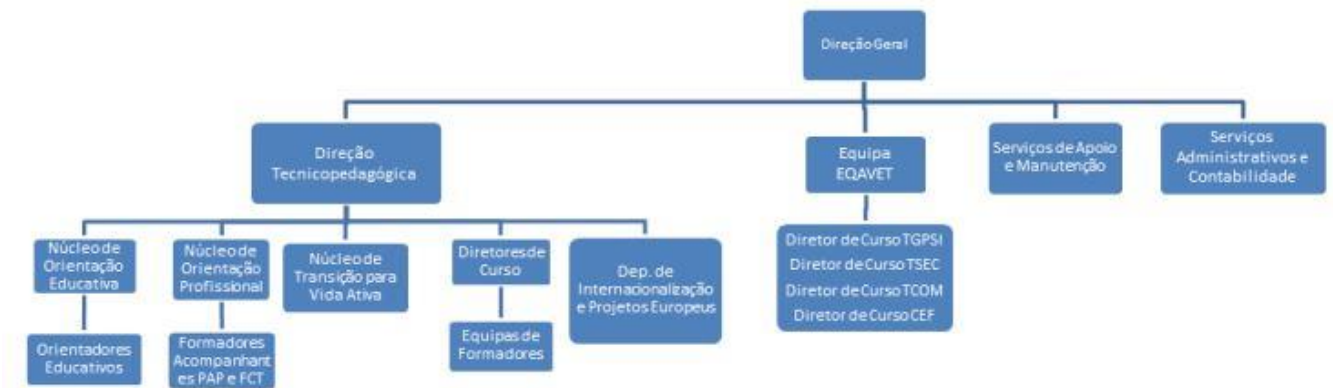 Direção Geral
Direção
Tecnicopedagógica
Equipa
EQAVET
Serviços de Apoio
e Manutenção
Serviços
Administrativos e
Contabilidade
Núcleo de
Orientação
Educativa
Núcleo de
Orientação
Profissional
Núcleo de
Transição para
Vida Ativa
Diretores de
Curso
Dep. de
Internacionalização
e Projetos Europeus
Diretor de Curso TGPSI
Diretor de Curso TSEC
Diretor de Curso TCOM
Diretor de Curso CEF
Orientadores
Educativos
Formadores
Acompanhant
es PAP e FCT
Equipas de
Formadores